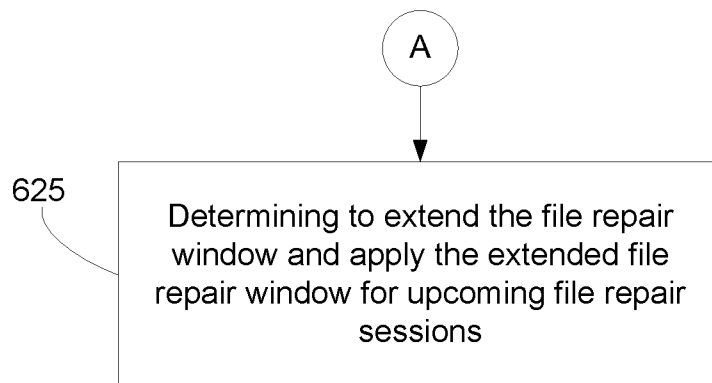 A
625
Determining to extend the file repair
window and apply the extended file
repair window for upcoming file repair
sessions